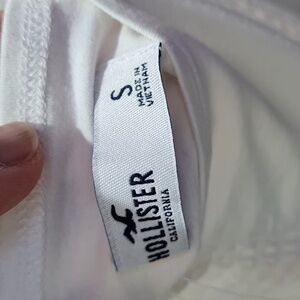 HOLLISTER
CALIFORNIA
S
MADE IN
VIETNAM